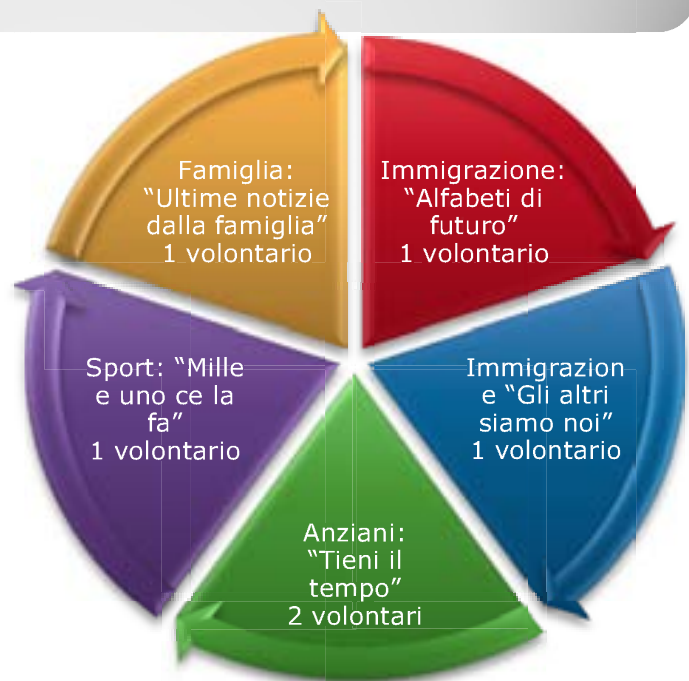 Famiglia:
“Ultime notizie
dalla famiglia”
1 volontario
Immigrazione:
“Alfabeti di
futuro”
1 volontario
Immigrazion
e “Gli altri
siamo noi”
1 volontario
Anziani:
“Tieni il
tempo”
2 volontari
Sport: “Mille
e uno ce la
fa”
1 volontario